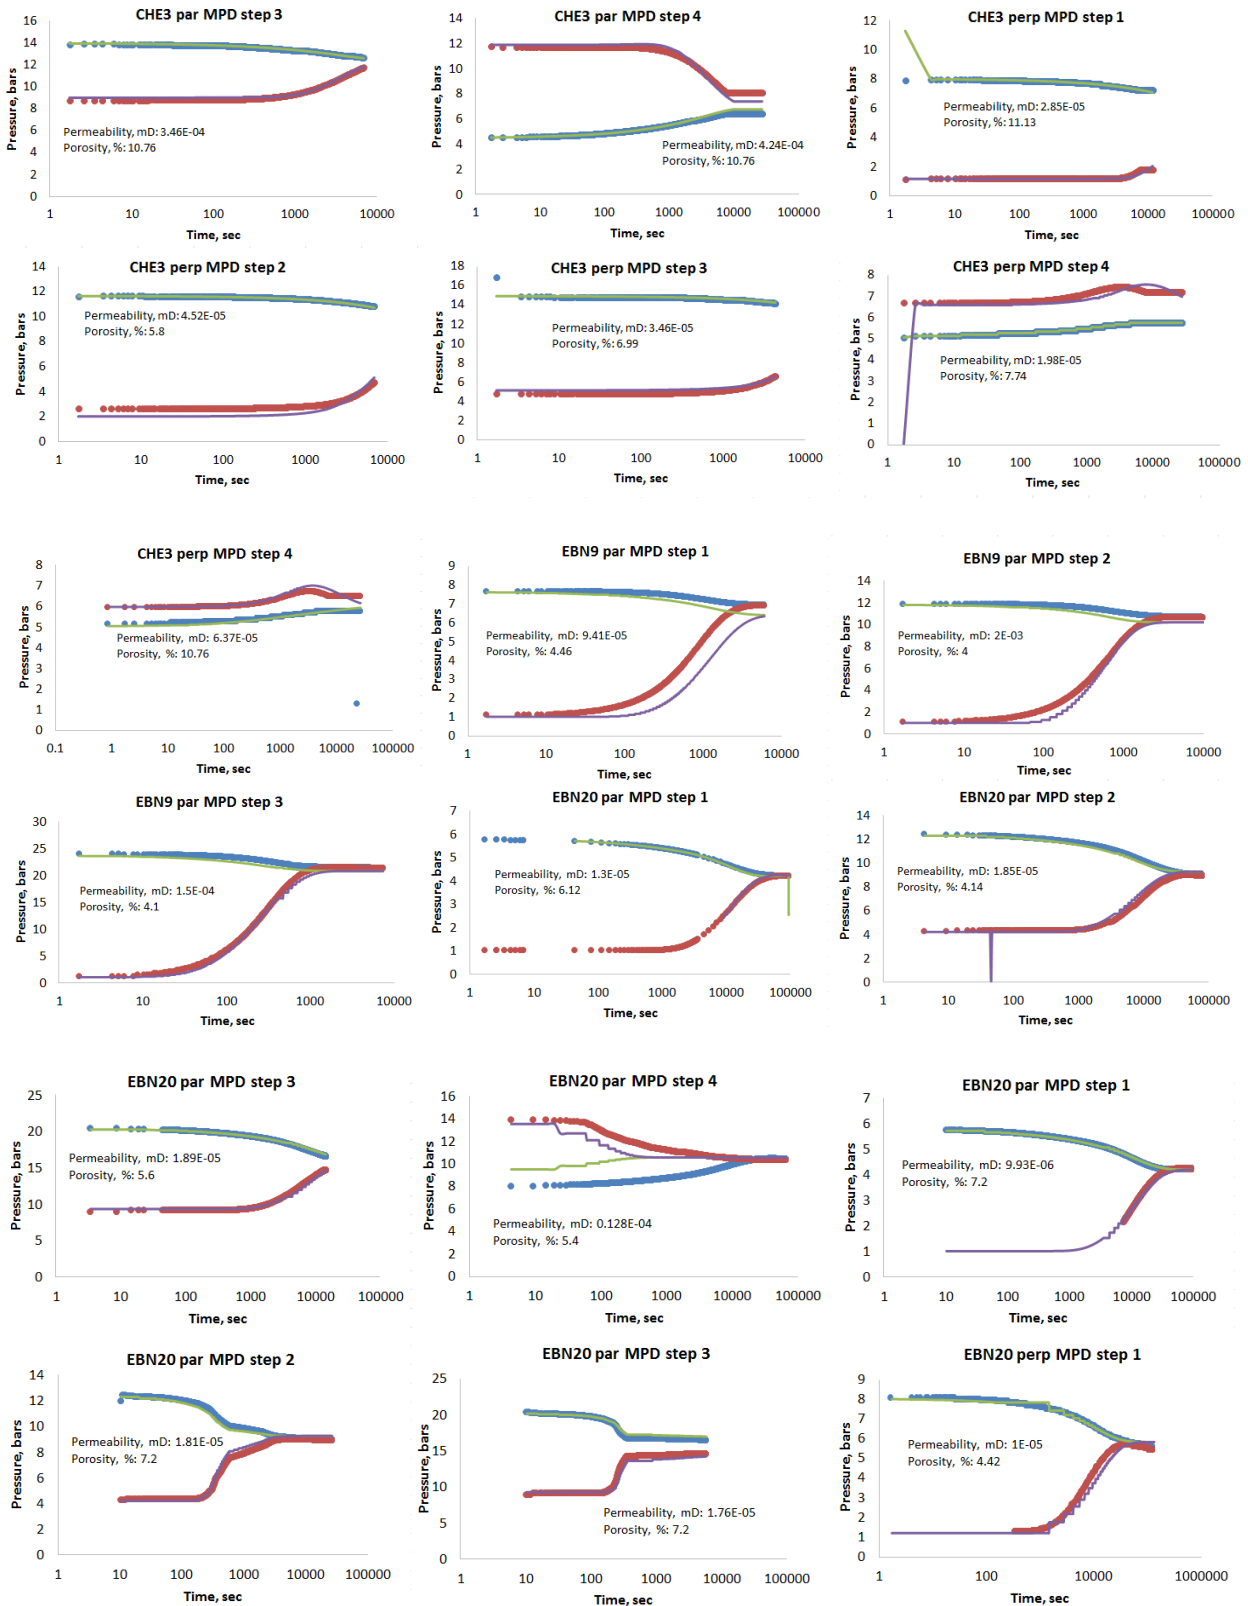 CHE3 par MPD step 3
16
14
12
10
8
6
4
2
0
Pressure, bars
Permeability, mD: 3.46E-04
Porosity, %: 10.76
1 10 100 1000 10000
Time, sec
CHE3 par MPD step 4
14
12
10
8
6
4
2
0
Pressure, bars
Permeability, mD: 4.24E-04
Porosity, %: 10.76
1 10 100 1000 10000 100000
Time, sec
CHE3 perp MPD step 1
12
10
8
6
4
2
0
Pressure, bars
Permeability, mD: 2.85E-05
Porosity, %: 11.13
1 10 100 1000 10000 100000
Time, sec
CHE3 perp MPD step 2
14
12
10
8
6
4
2
0
Pressure, bars
Permeability, mD: 4.52E-05
Porosity, %: 5.8
1 10 100 1000 10000
Time, sec
CHE3 perp MPD step 3
18
16
14
12
10
8
6
4
2
0
Pressure, bars
Permeability, mD: 3.46E-05
Porosity, %: 6.99
1 10 100 1000 10000
Time, sec
CHE3 perp MPD step 4
8
7
6
5
4
3
2
1
0
Pressure, bars
Permeability, mD: 1.98E-05
Porosity, %: 7.74
1 10 100 1000 10000 100000
Time, sec
CHE3 perp MPD step 4
8
7
6
5
4
3
2
1
0
Pressure, bars
Permeability, mD: 6.37E-05
Porosity, %: 10.76
0.1 1 10 100 1000 10000 100000
Time, sec
EBN9 par MPD step 1
9
8
7
6
5
4
3
2
1
0
Pressure, bars
Permeability, mD: 9.41E-05
Porosity, %: 4.46
1 10 100 1000 10000
Time, sec
EBN9 par MPD step 2
14
12
10
8
6
4
2
0
Pressure, bars
Permeability, mD: 2E-03
Porosity, %: 4
1 10 100 1000 10000
Time, sec
EBN9 par MPD step 3
30
25
20
15
10
5
0
Pressure, bars
Permeability, mD: 1.5E-04
Porosity, %: 4.1
1 10 100 1000 10000
Time, sec
EBN20 par MPD step 1
7
6
5
4
3
2
1
0
Pressure, bars
Permeability, mD: 1.3E-05
Porosity, %: 6.12
1 10 100 1000 10000 100000
Time, sec
EBN20 par MPD step 2
14
12
10
8
6
4
2
0
Pressure, bars
Permeability, mD: 1.85E-05
Porosity, %: 4.14
1 10 100 1000 10000 100000
Time, sec
EBN20 par MPD step 3
25
20
15
10
5
0
Pressure, bars
Permeability, mD: 1.89E-05
Porosity, %: 5.6
1 10 100 1000 10000 100000
Time, sec
EBN20 par MPD step 4
16
14
12
10
8
6
4
2
0
Pressure, bars
Permeability, mD: 0.128E-04
Porosity, %: 5.4
1 10 100 1000 10000 100000
Time, sec
EBN20 par MPD step 1
7
6
5
4
3
2
1
0
Pressure, bars
Permeability, mD: 9.93E-06
Porosity, %: 7.2
1 10 100 1000 10000 100000
Time, sec
EBN20 par MPD step 2
14
12
10
8
6
4
2
0
Pressure, bars
Permeability, mD: 1.81E-05
Porosity, %: 7.2
1 10 100 1000 10000 100000
Time, sec
EBN20 par MPD step 3
25
20
15
10
5
0
Pressure, bars
Permeability, mD: 1.76E-05
Porosity, %: 7.2
1 10 100 1000 10000 100000
Time, sec
EBN20 perp MPD step 1
9
8
7
6
5
4
3
2
1
0
Pressure, bars
Permeability, mD: 1E-05
Porosity, %: 4.42
1 100 10000 1000000
Time, sec